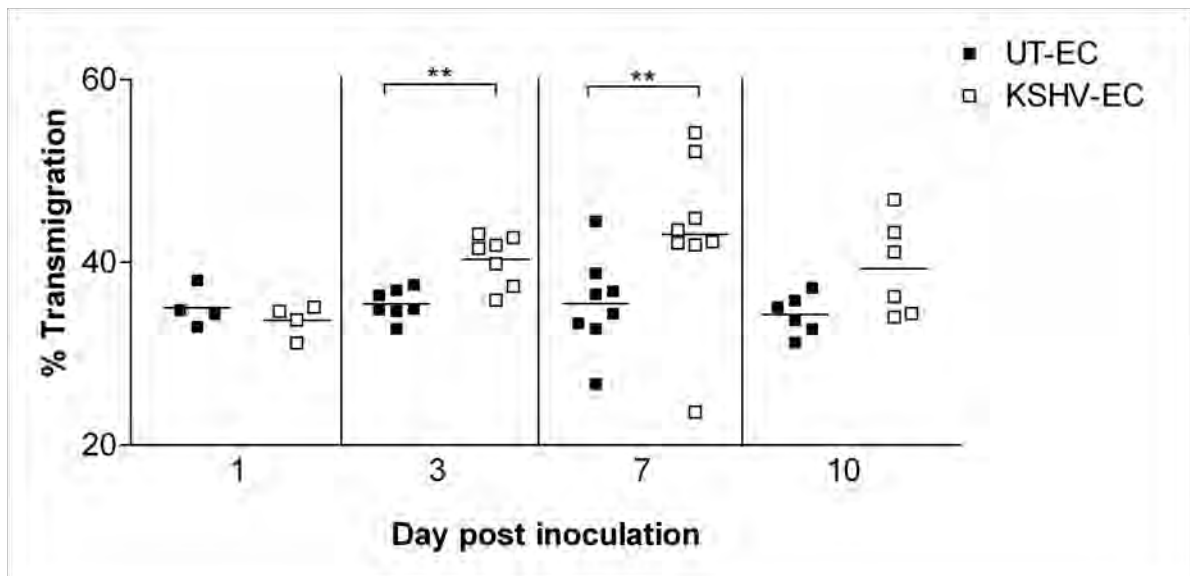 UT-EC
KSHV-EC
% Transmigration
60
40
20
**
**
1 3 7 10
Day post inoculation